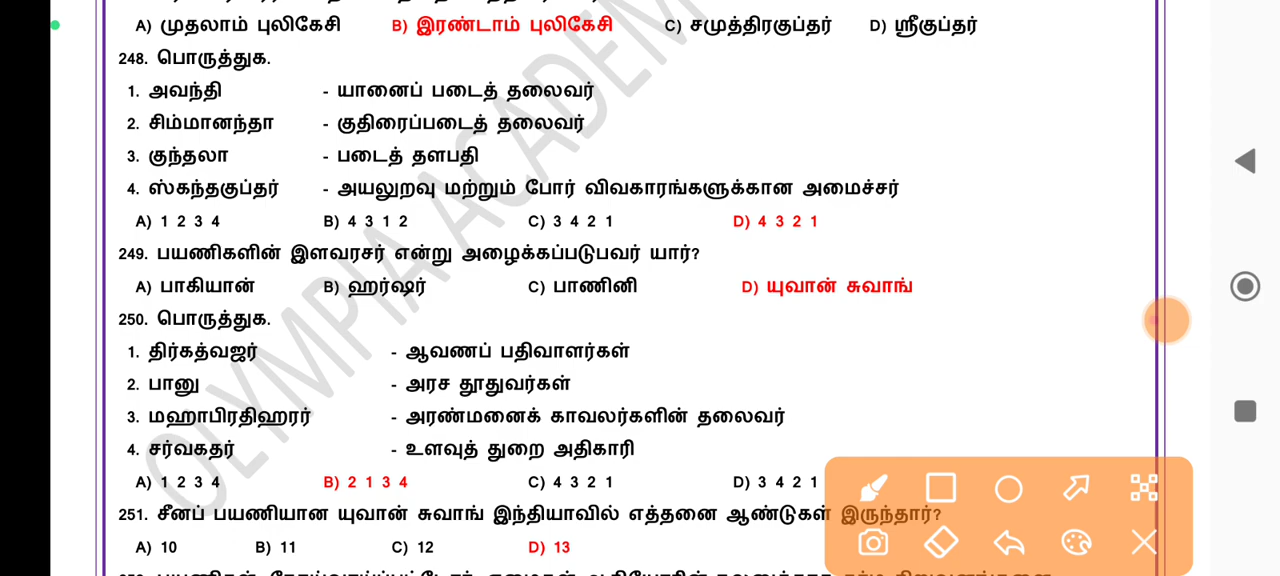 A) முதலாம் புலிகேசி B) இரண்டாம் புலிகேசி C) சமுத்திரகுப்தர் D) ஸ்ரீகுப்தர்
248. பொருத்துக.
1. அவந்தி - யானைப் படைத் தலைவர்
2. சிம்மானந்தா - குதிரைப்படைத் தலைவர்
3. குந்தலா - படைத் தளபதி
4. ஸ்கந்தகுப்தர் - அயலுறவு மற்றும் போர் விவகாரங்களுக்கான அமைச்சர்
A) 1 2 3 4 B) 4 3 1 2 C) 3 4 2 1 D) 4 3 2 1
249. பயணிகளின் இளவரசர் என்று அழைக்கப்படுபவர் யார்?
A) பாகியான் B) ஹர்ஷர் C) பாணினி D) யுவான் சுவாங்
250. பொருத்துக.
1. திர்கத்வஜர் - ஆவணப் பதிவாளர்கள்
2. பானு - அரச தூதுவர்கள்
3. மஹாபிரதிஹரர் - அரண்மனைக் காவலர்களின் தலைவர்
4. சர்வகதர் - உளவுத் துறை அதிகாரி
A) 1 2 3 4 B) 2 1 3 4 C) 4 3 2 1 D) 3 4 2 1
251. சீனப் பயணியான யுவான் சுவாங் இந்தியாவில் எத்தனை ஆண்டுகள் இருந்தார்?
A) 10 B) 11 C) 12 D) 13
OLYMPIA ACADEM